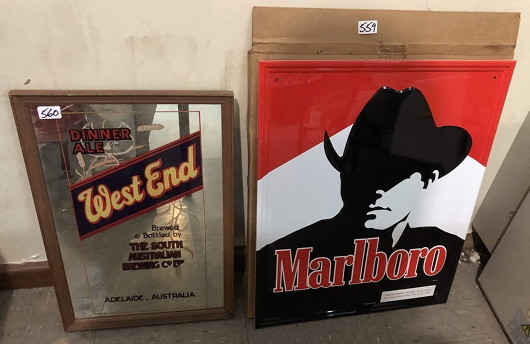 560
DINNER
ALE
West End
Brewed
& Bottled by
THE SOUTH
AUSTRALIAN
BREWING Co LTD
ADELAIDE, AUSTRALIA
559
Marlboro